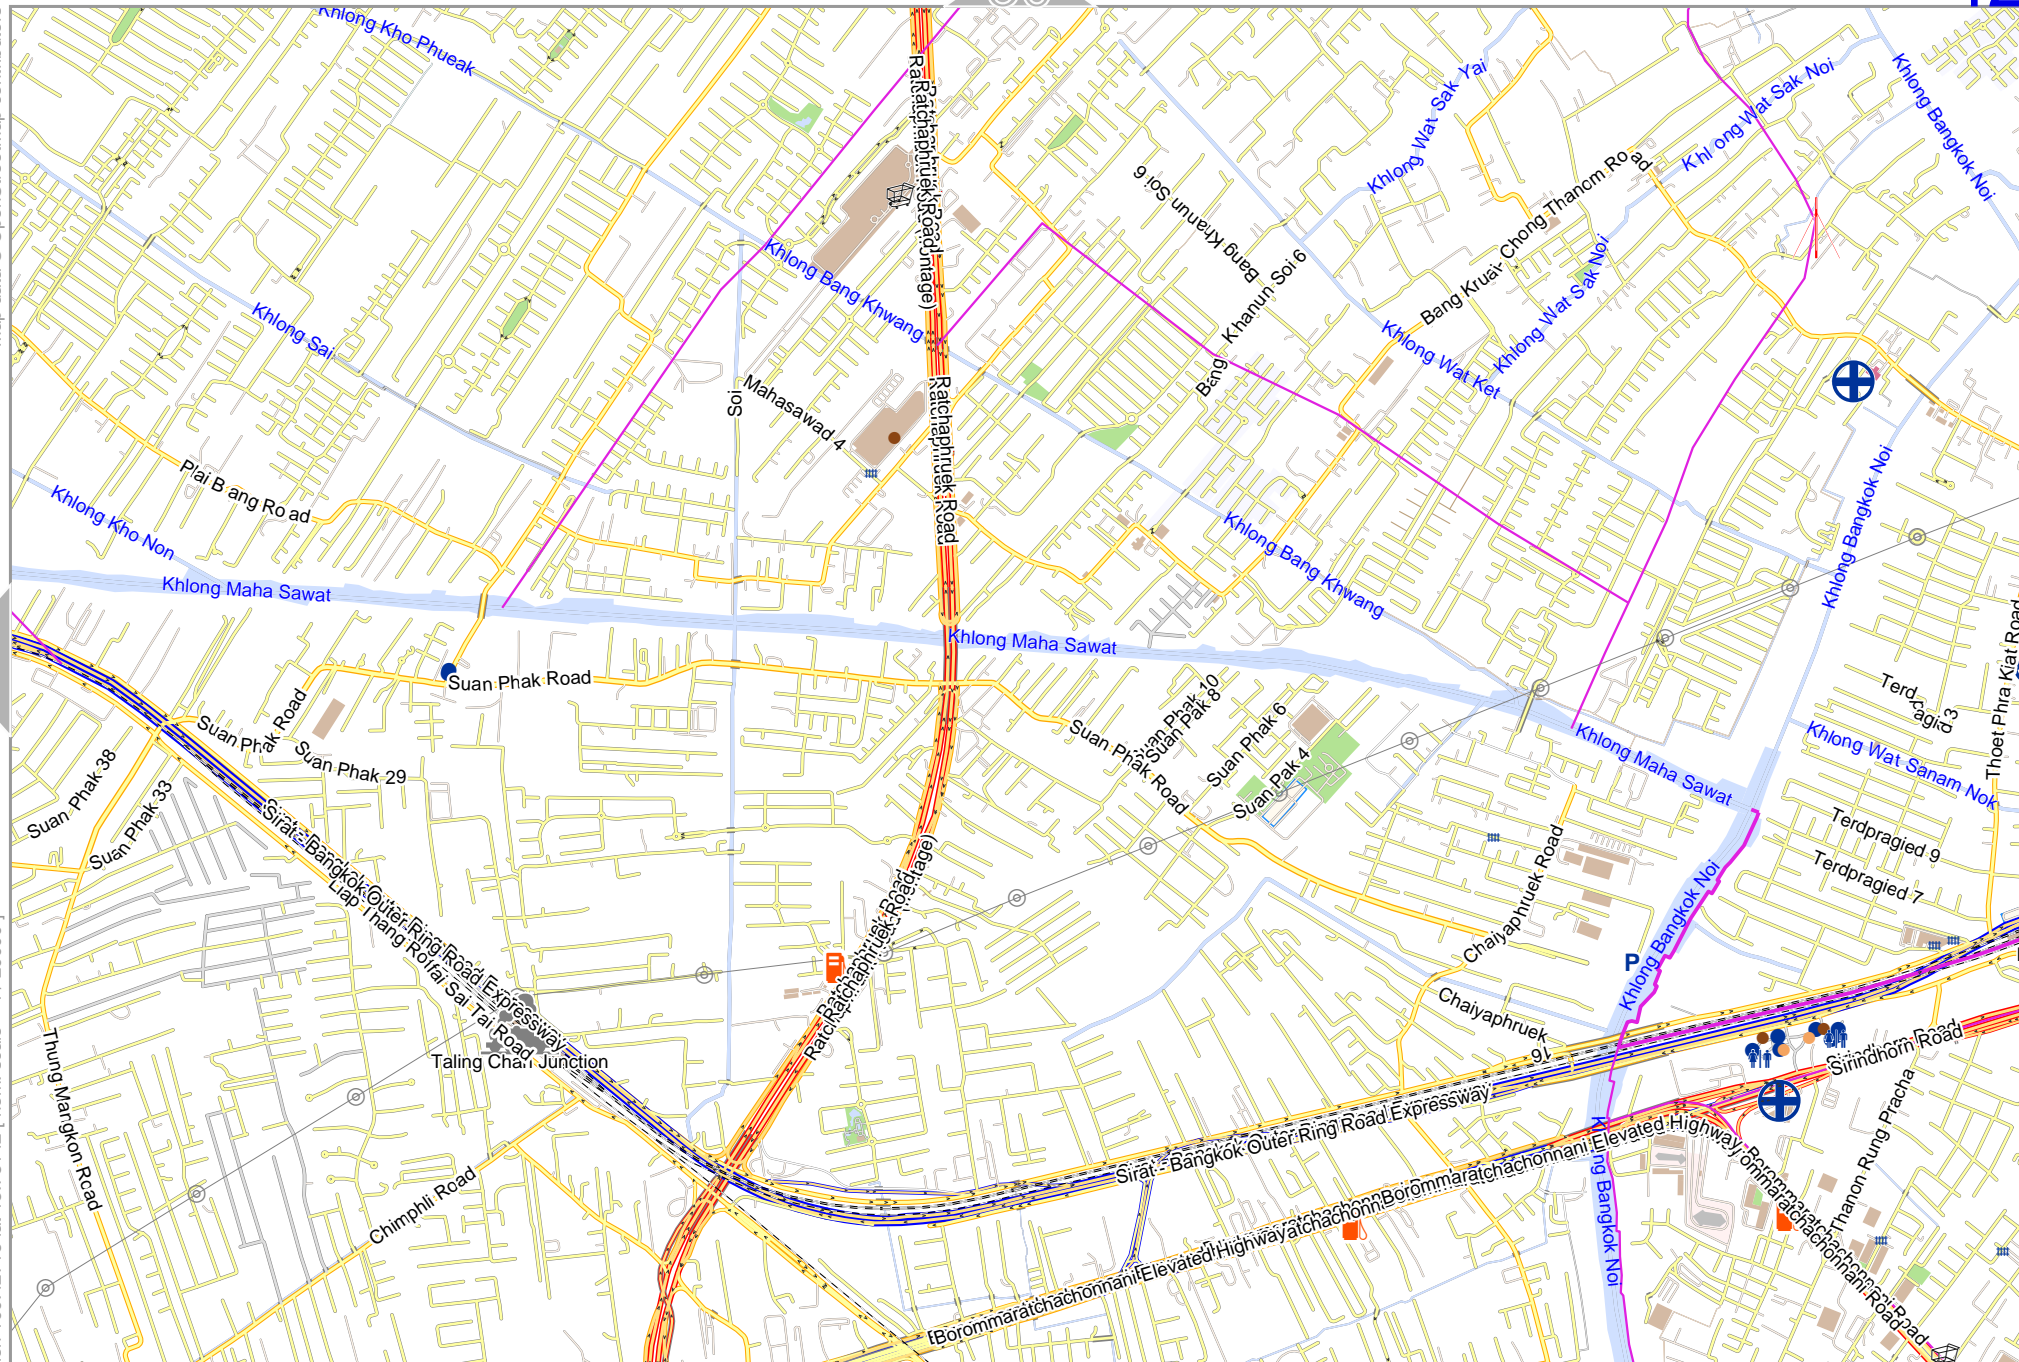 Khlong Kho Phueak
Khlong Wat Sak Yai
Khlong Wat Sak Noi
Khlong Bangkok Noi
Ratchaphruek Road
Bang Khanun Soi 6
Bang Kruai-Chong Thanom Road
Bang Khanun Soi 6
Khlong Wat Sak Noi
Khlong Bang Khwang
Khlong Sai
Khlong Wat Ket
Soi
Mahasawad 4
Ratchaphruek Road
Plai Bang Road
Khlong Kho Non
Khlong Bang Khwang
Khlong Bangkok Noi
Khlong Maha Sawat
Khlong Maha Sawat
Suan Phak Road
Thoet Phra Kiat Road
Suan Phak 10
Suan Pak 8
Suan Phak 6
Suan Pak 4
Suan Phak Road
Suan Phak 29
Suan Phak 38
Suan Phak 33
Suan Phak Road
Khlong Maha Sawat
Khlong Wat Sanam Nok
Terdpragied 9
Terdpragied 7
Chaiyaphruek Road
Khlong Bangkok Noi
P
Chaiyaphruek 16
Sirat - Bangkok Outer Ring Road Expressway
Liap Thang Rotfai Sai Tai Road
Taling Chan Junction
Ratchaphruek Road
Thung Mangkon Road
Chimphli Road
Sirindhorn Road
Thanon Rung Pracha
Sirat - Bangkok Outer Ring Road Expressway
Borommaratchachonnani Elevated Highway
Khlong Bangkok Noi
Borommaratchachonnani Elevated Highway
Borommaratchachonnani Road